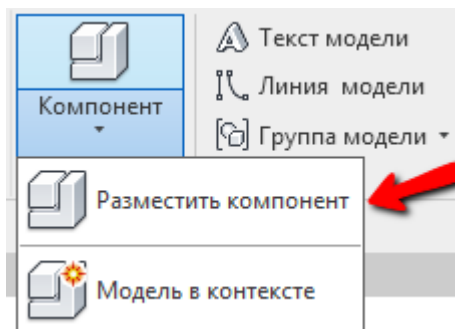 Компонент
Текст модели
Линия модели
Группа модели
Разместить компонент
Модель в контексте